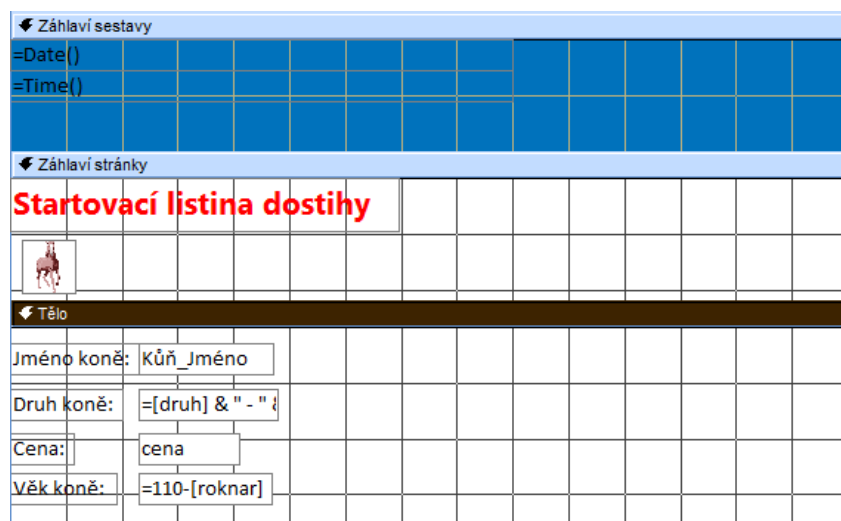 Záhlaví sestavy
=Date()
=Time()
Záhlaví stránky
Startovací listina dostihy
Tělo
Jméno koně: Kůň_Jméno
Druh koně: =[druh] & " - " &
Cena: cena
Věk koně: =110-[roknar]